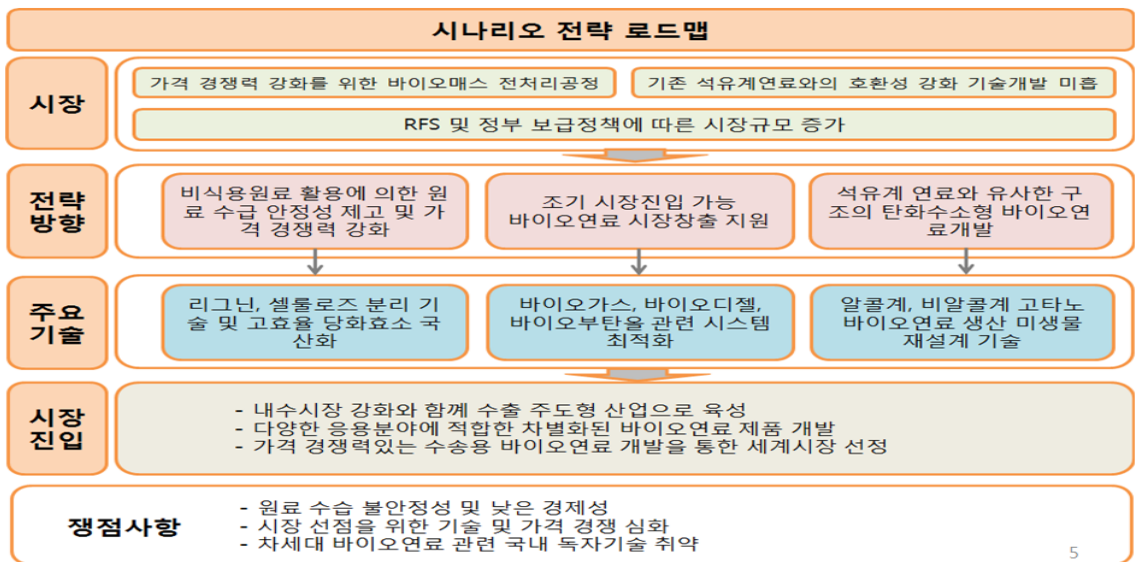 시나리오 전략 로드맵
시장
가격 경쟁력 강화를 위한 바이오매스 전처리공정
기존 석유계연료와의 호환성 강화 기술개발 미흡
RFS 및 정부 보급정책에 따른 시장규모 증가
전략
방향
비식용원료 활용에 의한 원
료 수급 안정성 제고 및 가
격 경쟁력 강화
조기 시장진입 가능
바이오연료 시장창출 지원
석유계 연료와 유사한 구
조의 탄화수소형 바이오연
료개발
주요
기술
리그닌, 셀룰로즈 분리 기
술 및 고효율 당화효소 국
산화
바이오가스, 바이오디젤,
바이오부탄올 관련 시스템
최적화
알콜계, 비알콜계 고타노
바이오연료 생산 미생물
재설계 기술
시장
진입
- 내수시장 강화와 함께 수출 주도형 산업으로 육성
- 다양한 응용분야에 적합한 차별화된 바이오연료 제품 개발
- 가격 경쟁력있는 수송용 바이오연료 개발을 통한 세계시장 선정
쟁점사항
- 원료 수습 불안정성 및 낮은 경제성
- 시장 선점을 위한 기술 및 가격 경쟁 심화
- 차세대 바이오연료 관련 국내 독자기술 취약
5